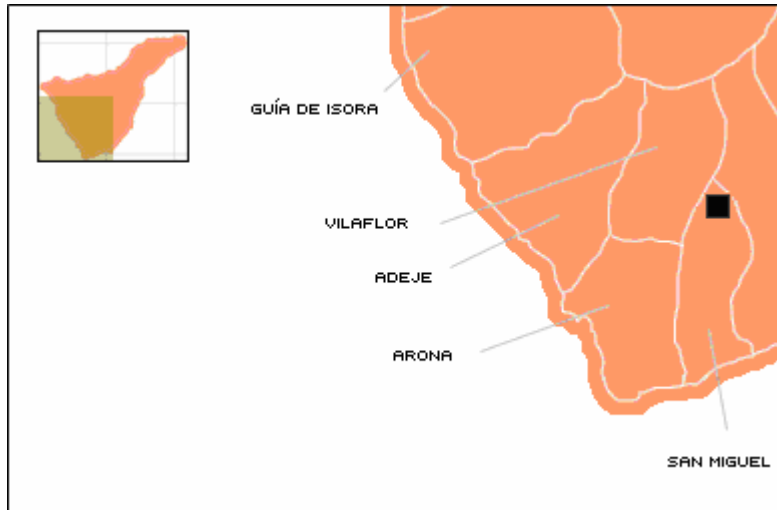 GUÍA DE ISORA
VILAFLOR
ADEJE
ARONA
SAN MIGUEL